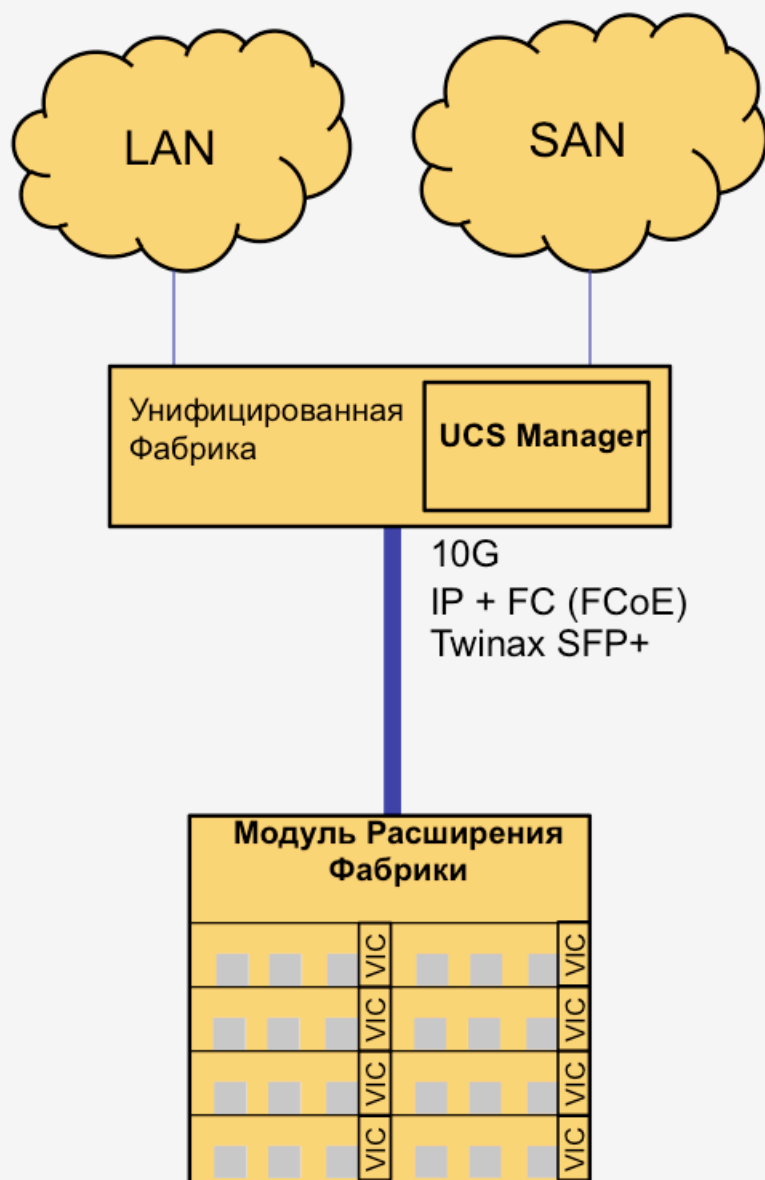 LAN
SAN
Унифицированная
Фабрика
UCS Manager
10G
IP + FC (FCoE)
Twinax SFP+
Модуль Расширения
Фабрики
VIC
VIC
VIC
VIC
VIC
VIC
VIC
VIC